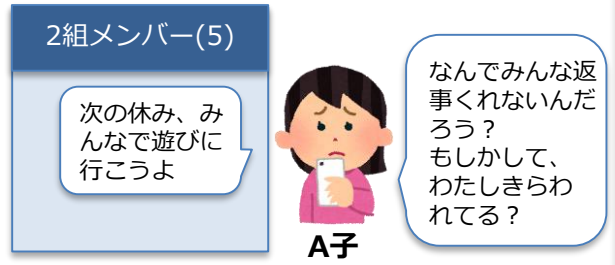 2組メンバー(5)
次の休み、み
んなで遊びに
行こうよ
なんでみんな返
事くれないんだ
ろう？
もしかして、
わたしきらわ
れてる？
A子